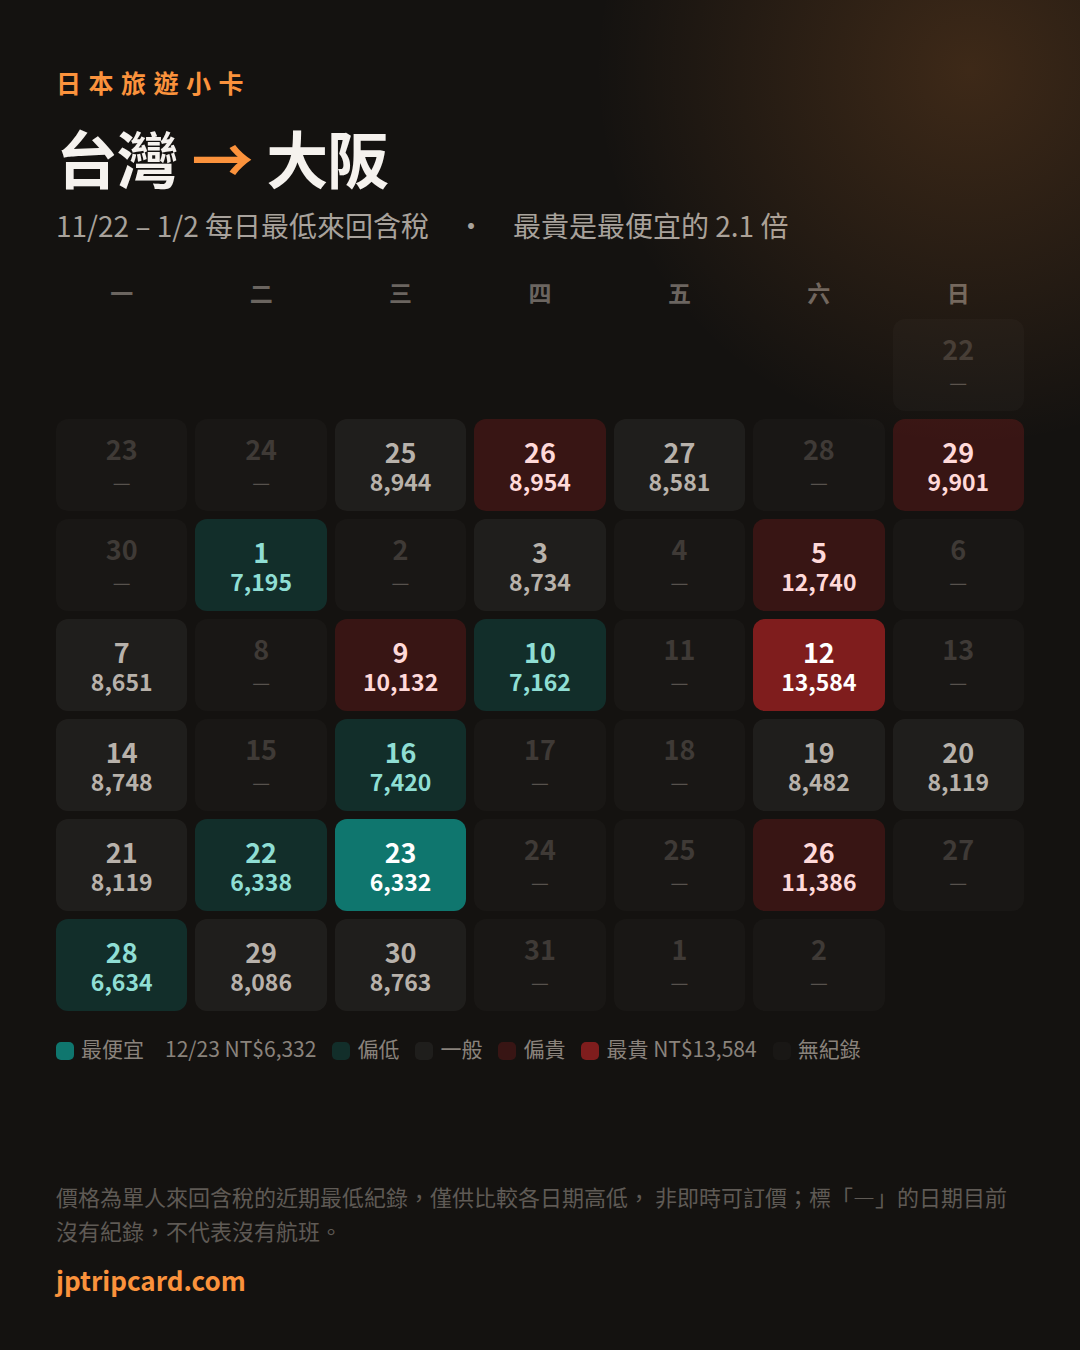 日本旅遊小卡
台灣 → 大阪
11/22 – 1/2 每日最低來回含稅 · 最貴是最便宜的 2.1 倍
一 二 三 四 五 六 日
22
—
23 24 25 26 27 28 29
— — 8,944 8,954 8,581 — 9,901
30 1 2 3 4 5 6
— 7,195 — 8,734 — 12,740 —
7 8 9 10 11 12 13
8,651 — 10,132 7,162 — 13,584 —
14 15 16 17 18 19 20
8,748 — 7,420 — — 8,482 8,119
21 22 23 24 25 26 27
8,119 6,338 6,332 — — 11,386 —
28 29 30 31 1 2
6,634 8,086 8,763 — — —
最便宜 12/23 NT$6,332 偏低 一般 偏貴 最貴 NT$13,584 無紀錄
價格為單人來回含稅的近期最低紀錄，僅供比較各日期高低， 非即時可訂價；標「—」的日期目前
沒有紀錄，不代表沒有航班。
jptripcard.com